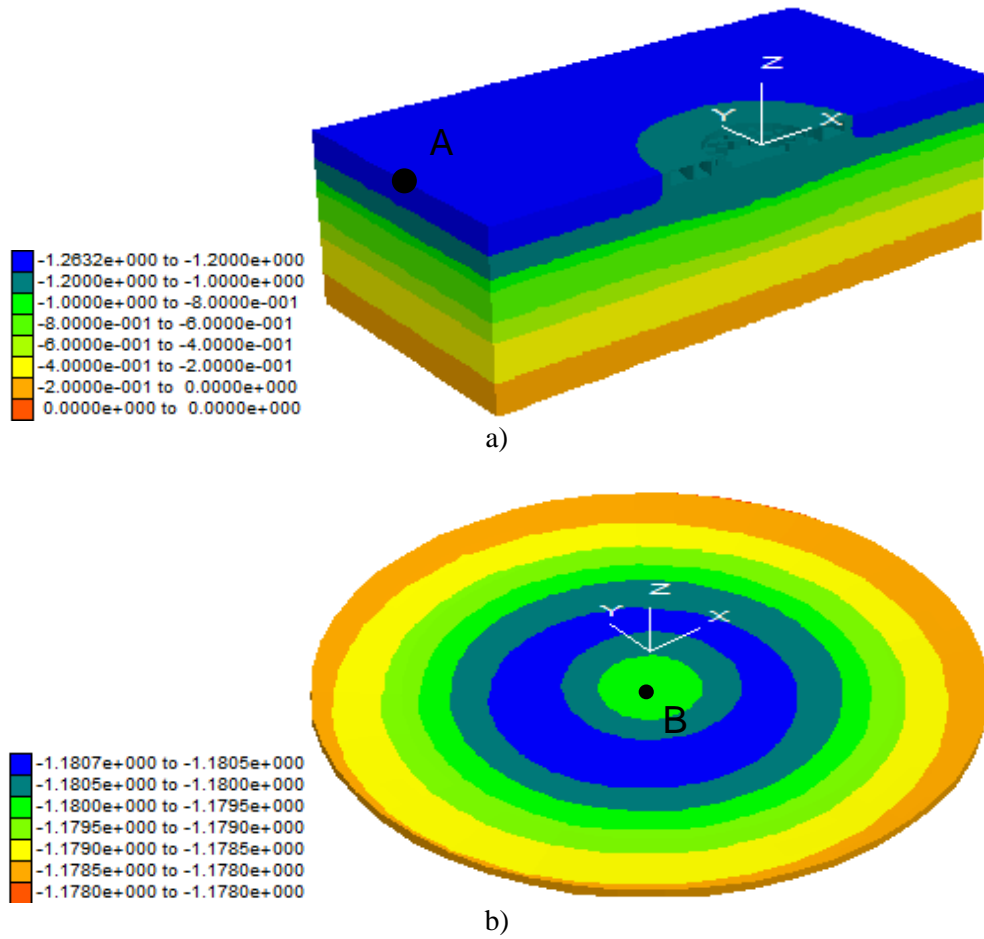 Z
Y
X
A
-1.2632e+000 to -1.2000e+000
-1.2000e+000 to -1.0000e+000
-1.0000e+000 to -8.0000e-001
-8.0000e-001 to -6.0000e-001
-6.0000e-001 to -4.0000e-001
-4.0000e-001 to -2.0000e-001
-2.0000e-001 to 0.0000e+000
0.0000e+000 to 0.0000e+000
a)
Z
Y
X
B
-1.1807e+000 to -1.1805e+000
-1.1805e+000 to -1.1800e+000
-1.1800e+000 to -1.1795e+000
-1.1795e+000 to -1.1790e+000
-1.1790e+000 to -1.1785e+000
-1.1785e+000 to -1.1780e+000
-1.1780e+000 to -1.1780e+000
b)